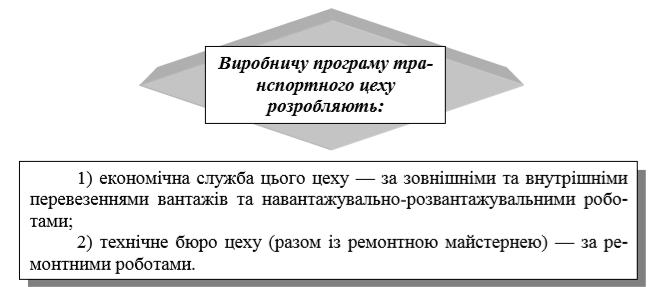 Виробничу програму тра-
нспортного цеху
розробляють:
1) економічна служба цього цеху — за зовнішніми та внутрішніми
перевезеннями вантажів та навантажувально-розвантажувальними робо-
тами;
2) технічне бюро цеху (разом із ремонтною майстернею) — за ре-
монтними роботами.